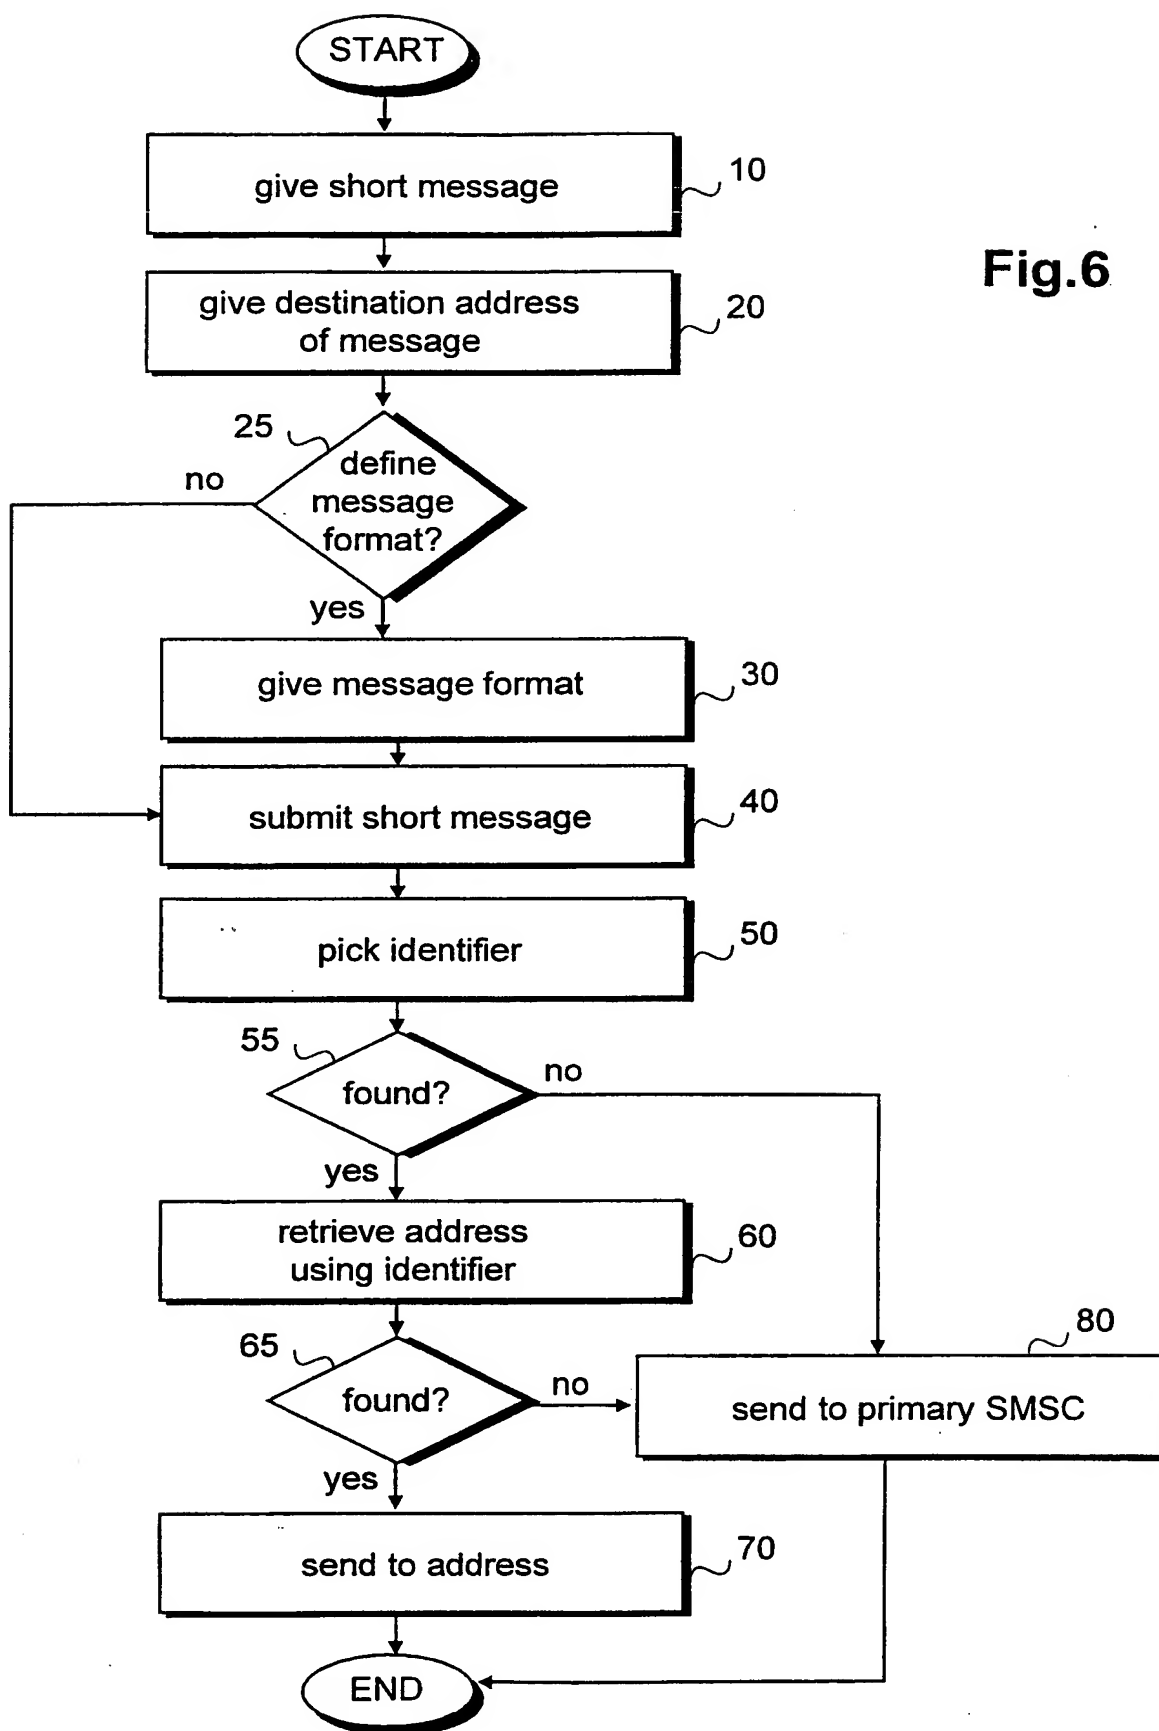 START
give short message
10
Fig.6
give destination address
of message
20
25
define
message
format?
no
yes
give message format
30
submit short message
40
pick identifier
50
55
found?
no
yes
retrieve address
using identifier
60
65
found?
no
80
send to primary SMSC
yes
send to address
70
END